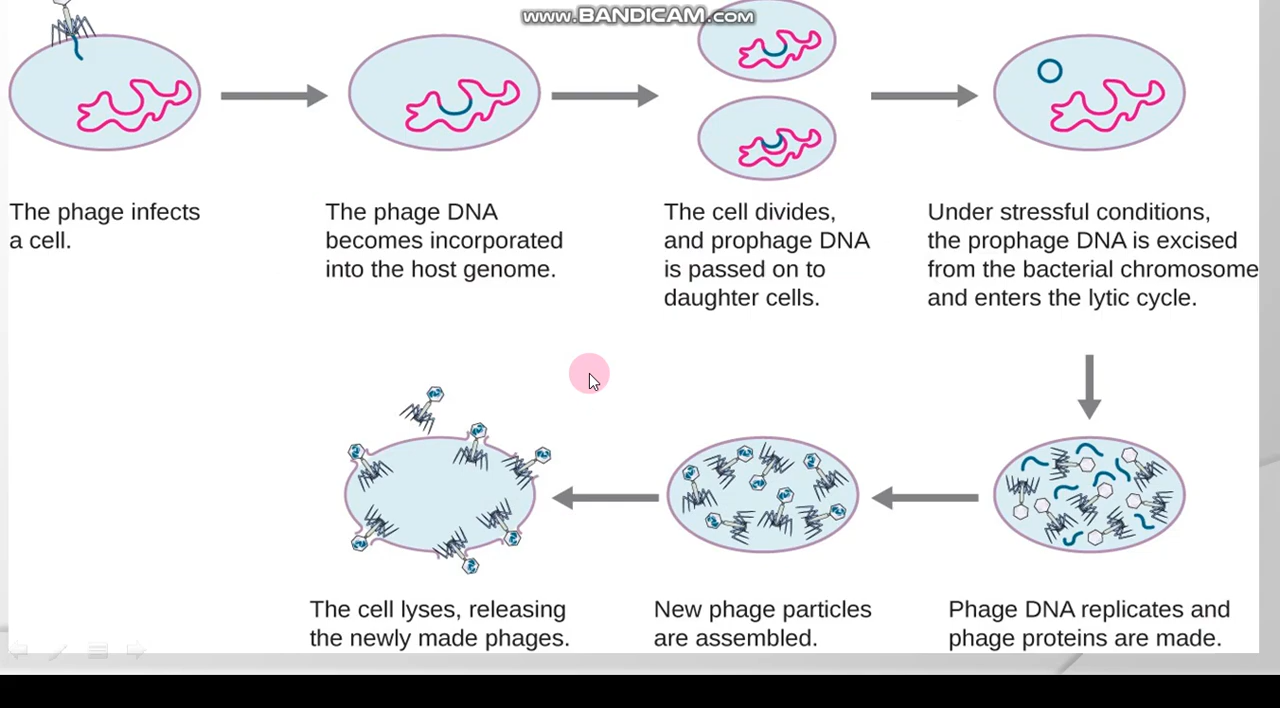 www.BANDICAM.com
The phage infects
a cell.
The phage DNA
becomes incorporated
into the host genome.
The cell divides,
and prophage DNA
is passed on to
daughter cells.
Under stressful conditions,
the prophage DNA is excised
from the bacterial chromosome
and enters the lytic cycle.
The cell lyses, releasing
the newly made phages.
New phage particles
are assembled.
Phage DNA replicates and
phage proteins are made.